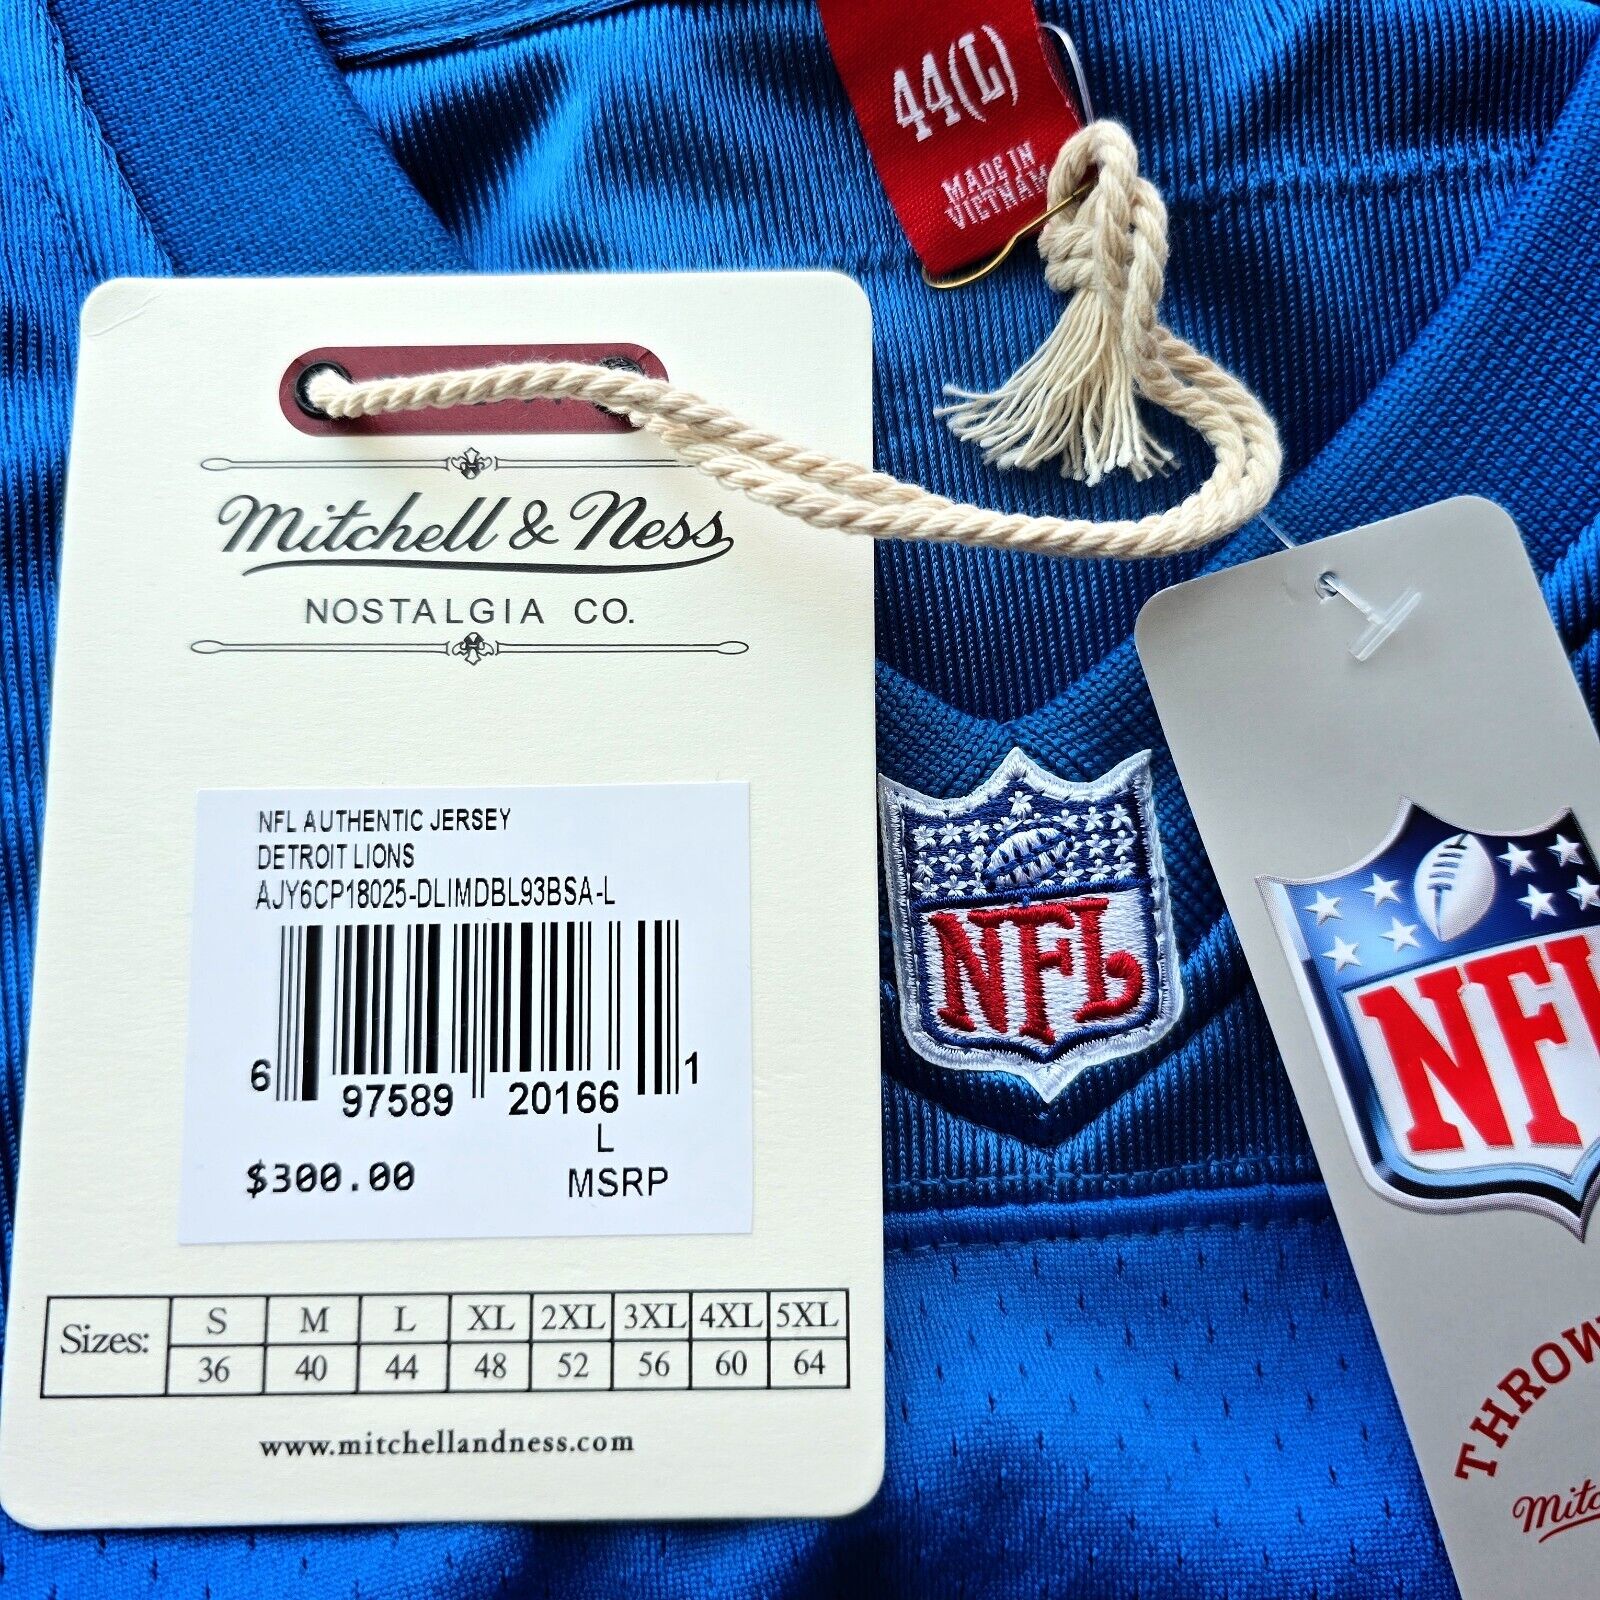 44(L)
MADE IN
VIETNAM
Mitchell & Ness
NOSTALGIA CO.
NFL AUTHENTIC JERSEY
DETROIT LIONS
AJY6CP18025-DLIMDBL93BSA-L
6 97589 20166 1
L
$300.00 MSRP
Sizes: S M L XL 2XL 3XL 4XL 5XL
36 40 44 48 52 56 60 64
www.mitchellandness.com
NFL
NFL
THROW
Mitc